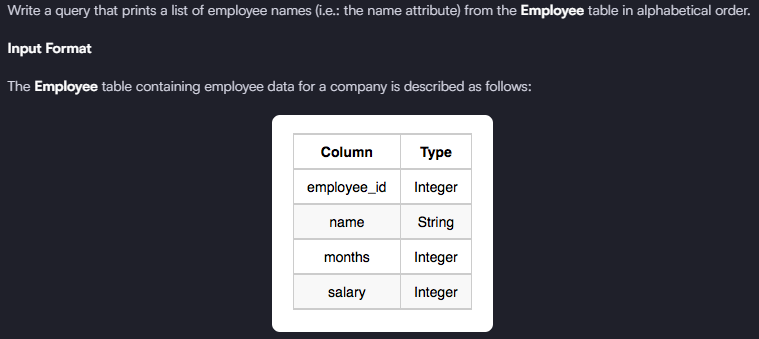 Write a query that prints a list of employee names (i.e.: the name attribute) from the Employee table in alphabetical order.
Input Format
The Employee table containing employee data for a company is described as follows:
Column Type
employee_id Integer
name String
months Integer
salary Integer